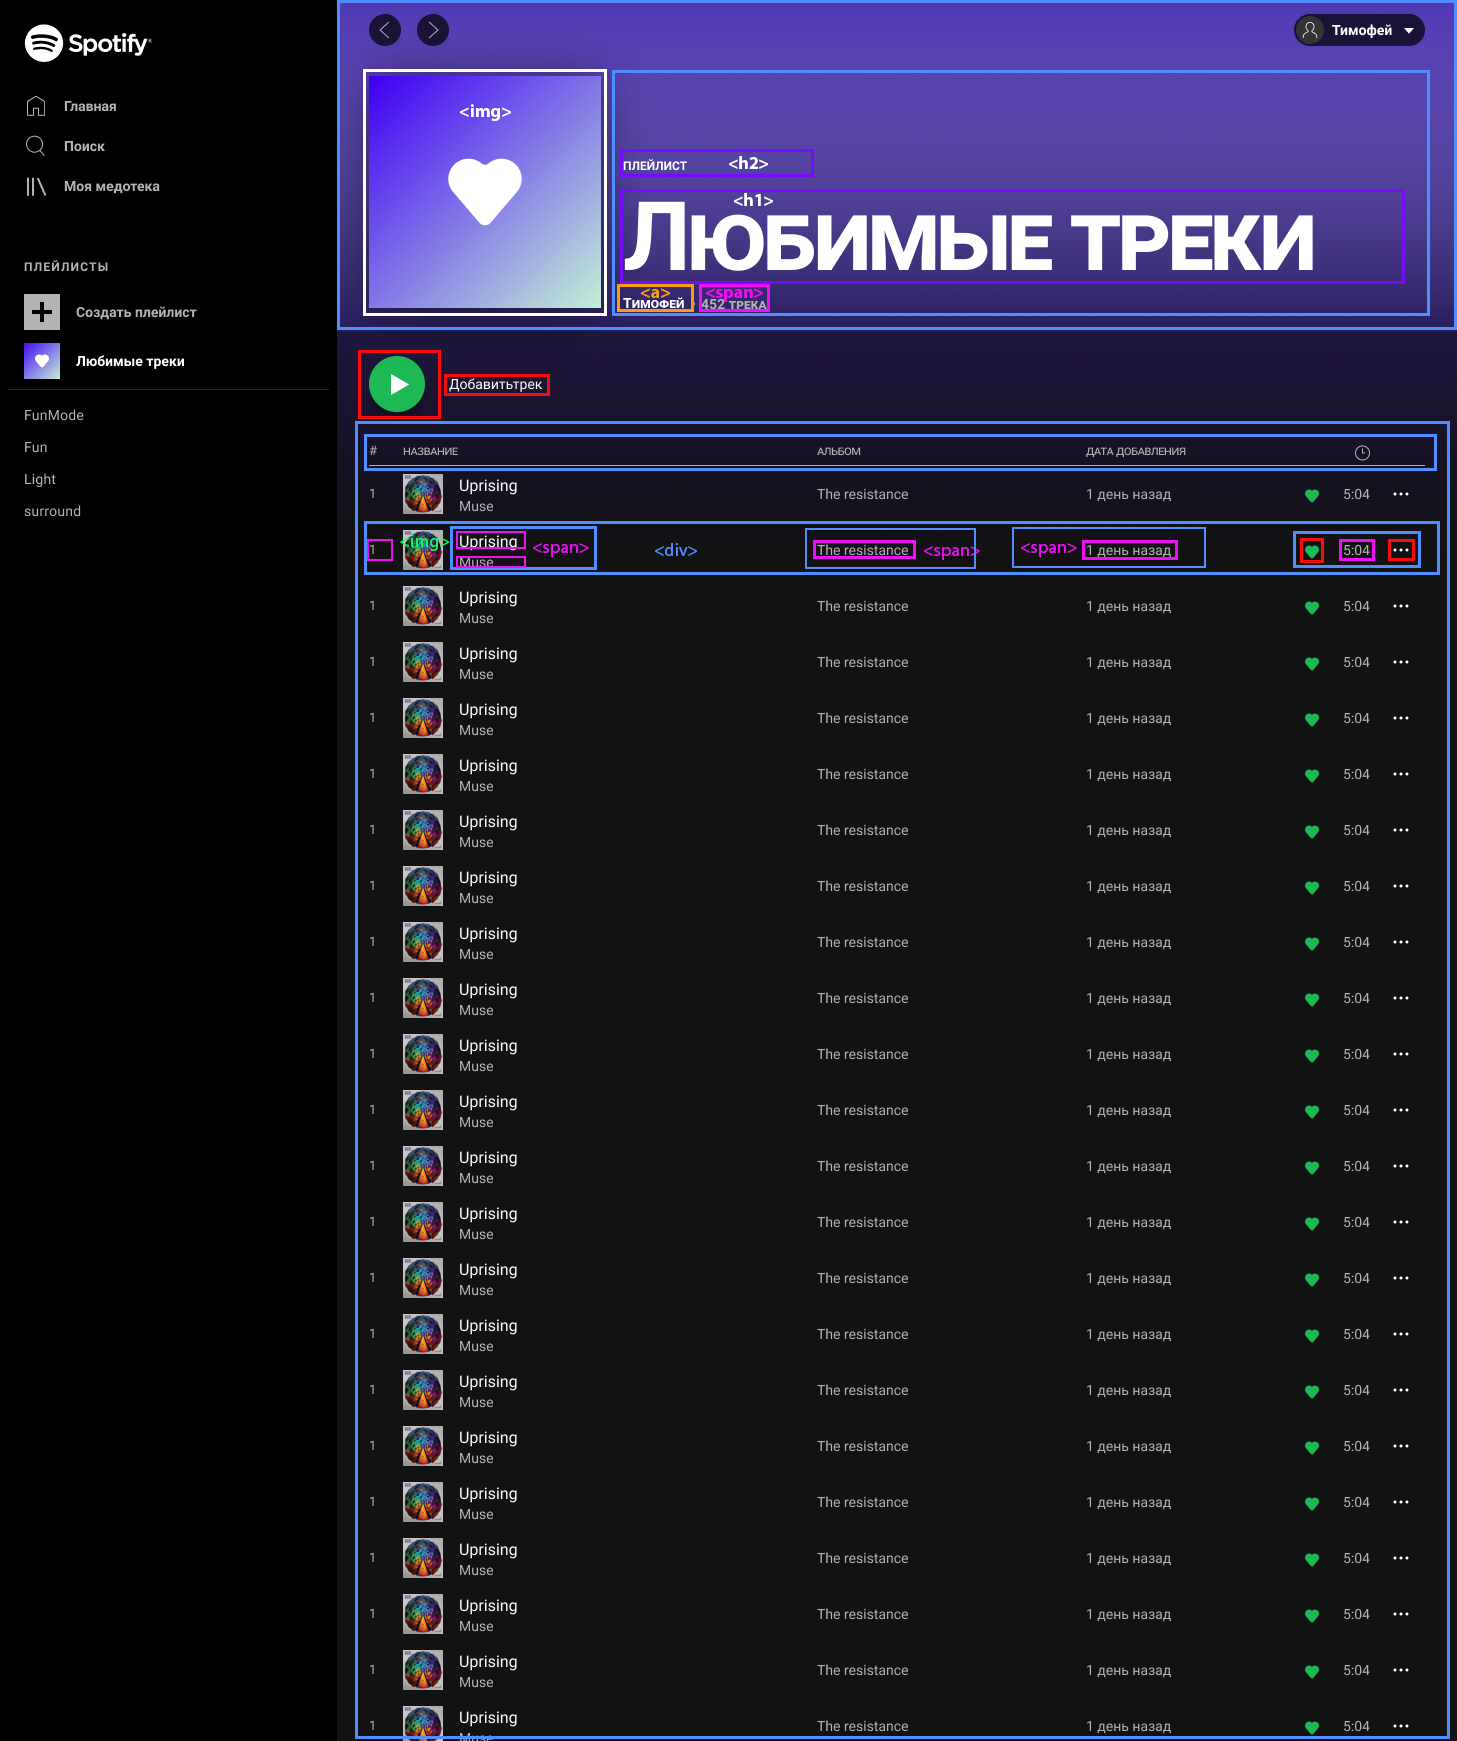 Spotify
Тимофей
Главная
Поиск
Моя медотека
ПЛЕЙЛИСТЫ
Создать плейлист
Любимые треки
FunMode
Fun
Light
surround
<img>
ПЛЕЙЛИСТ <h2>
<h1>
Любимые треки
<a> <span>
Тимофей 452 трека
Добавитьтрек
# НАЗВАНИЕ АЛЬБОМ ДАТА ДОБАВЛЕНИЯ
1 Uprising The resistance 1 день назад 5:04
Muse
1 <img> Uprising <span> <div> The resistance <span> <span> 1 день назад 5:04
Muse
1 Uprising The resistance 1 день назад 5:04
Muse
1 Uprising The resistance 1 день назад 5:04
Muse
1 Uprising The resistance 1 день назад 5:04
Muse
1 Uprising The resistance 1 день назад 5:04
Muse
1 Uprising The resistance 1 день назад 5:04
Muse
1 Uprising The resistance 1 день назад 5:04
Muse
1 Uprising The resistance 1 день назад 5:04
Muse
1 Uprising The resistance 1 день назад 5:04
Muse
1 Uprising The resistance 1 день назад 5:04
Muse
1 Uprising The resistance 1 день назад 5:04
Muse
1 Uprising The resistance 1 день назад 5:04
Muse
1 Uprising The resistance 1 день назад 5:04
Muse
1 Uprising The resistance 1 день назад 5:04
Muse
1 Uprising The resistance 1 день назад 5:04
Muse
1 Uprising The resistance 1 день назад 5:04
Muse
1 Uprising The resistance 1 день назад 5:04
Muse
1 Uprising The resistance 1 день назад 5:04
Muse
1 Uprising The resistance 1 день назад 5:04
Muse
1 Uprising The resistance 1 день назад 5:04
Muse
1 Uprising The resistance 1 день назад 5:04
Muse
1 Uprising The resistance 1 день назад 5:04
Muse